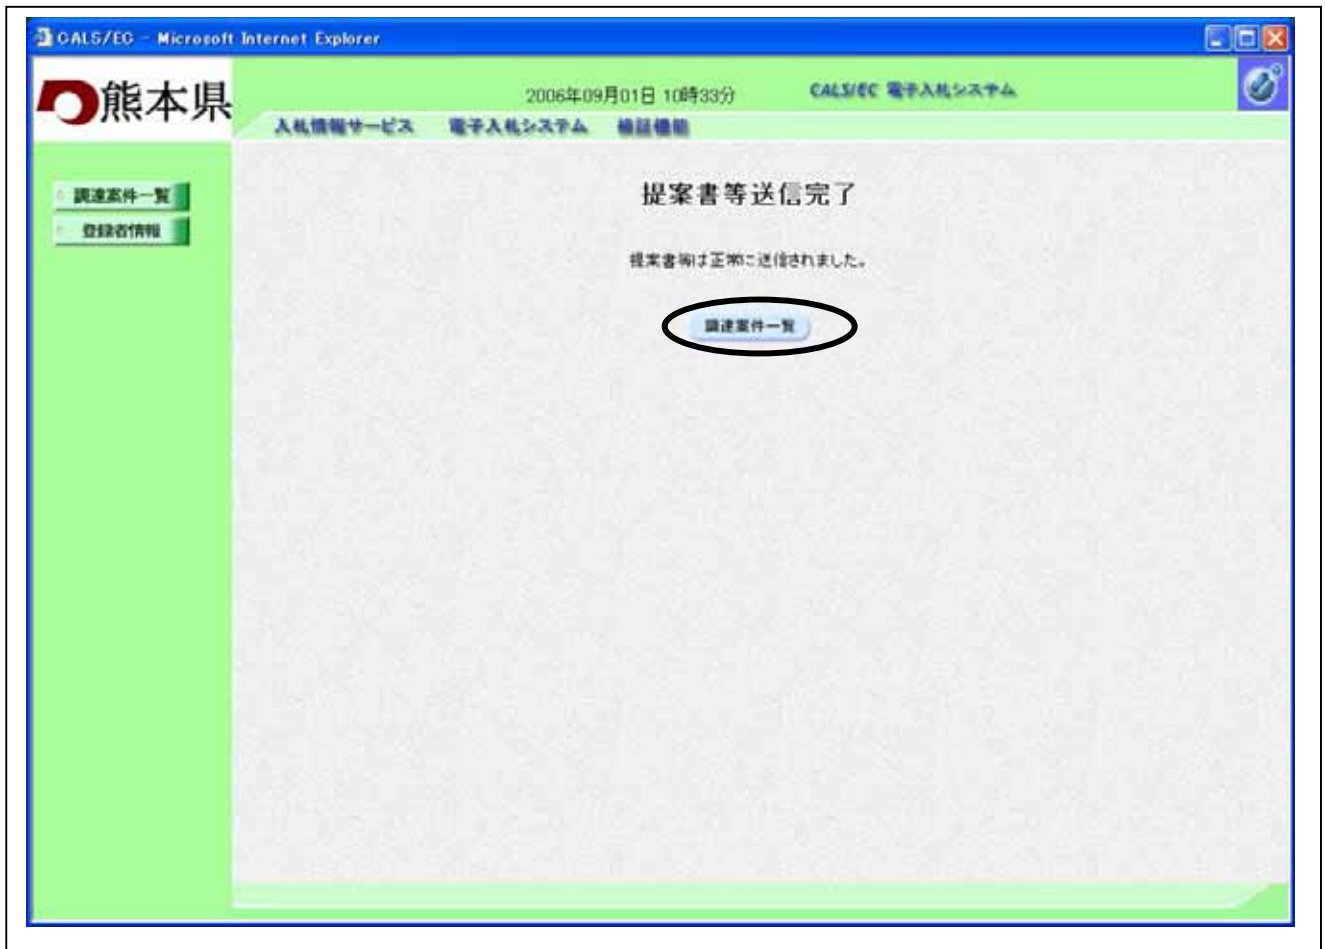 CALS/EC - Microsoft Internet Explorer
熊本県
2006年09月01日 10時33分
CALS/EC 電子入札システム
入札情報サービス 電子入札システム 検証機能
調達案件一覧
登録者情報
提案書等送信完了
提案書等は正常に送信されました。
調達案件一覧